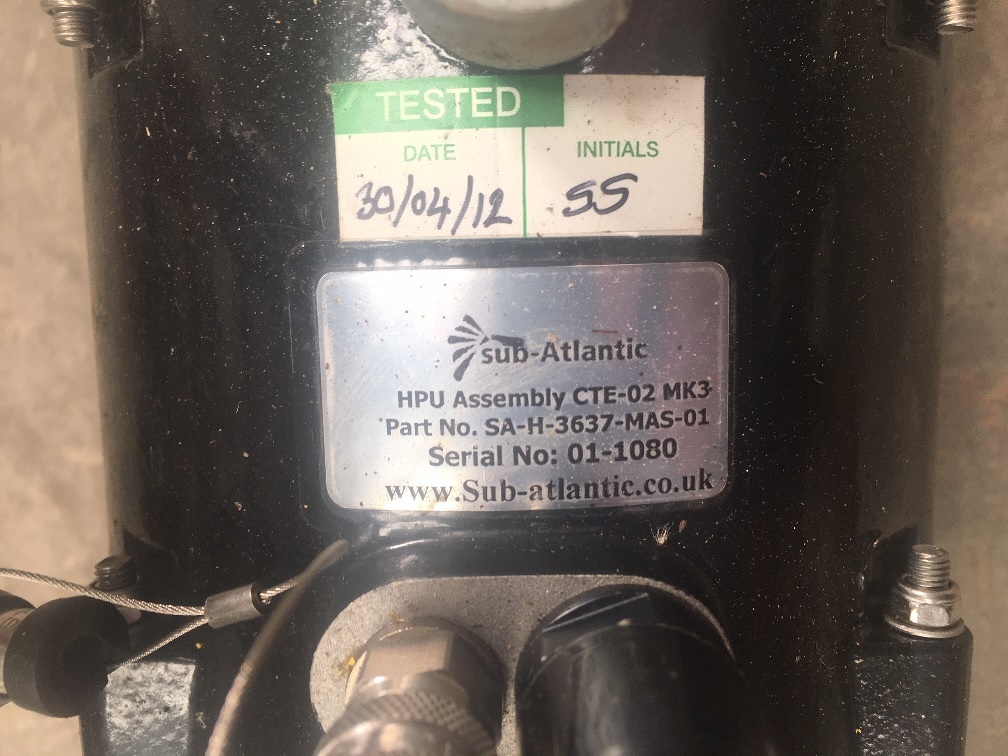 TESTED
DATE
INITIALS
30/04/12
SS
sub-Atlantic
HPU Assembly CTE-02 MK3
Part No. SA-H-3637-MAS-01
Serial No: 01-1080
www.Sub-atlantic.co.uk